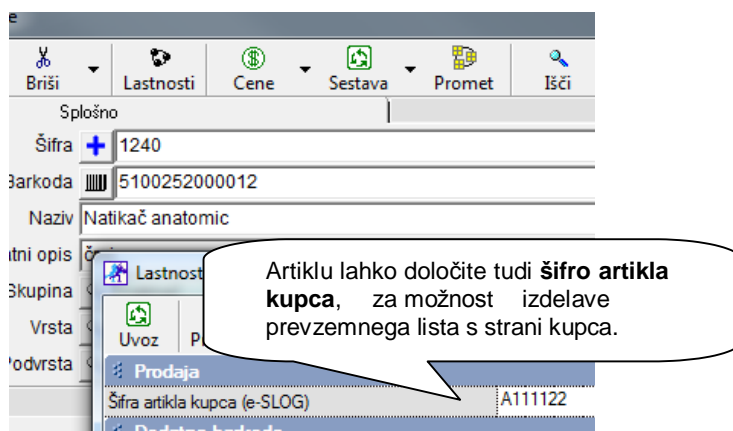 Briši Lastnosti Cene Sestava Promet Išči
Splošno
Šifra 1240
Barkoda 5100252000012
Naziv Natikač anatomic
opis
Skupina Lastnost
Vrsta Uvoz
Podvrsta
Artiklu lahko določite tudi šifro artikla
kupca, za možnost izdelave
prevzemnega lista s strani kupca.
Prodaja
Šifra artikla kupca (e-SLOG) A111122